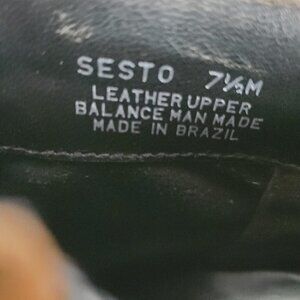 SESTO 7½M
LEATHER UPPER
BALANCE MAN MADE
MADE IN BRAZIL